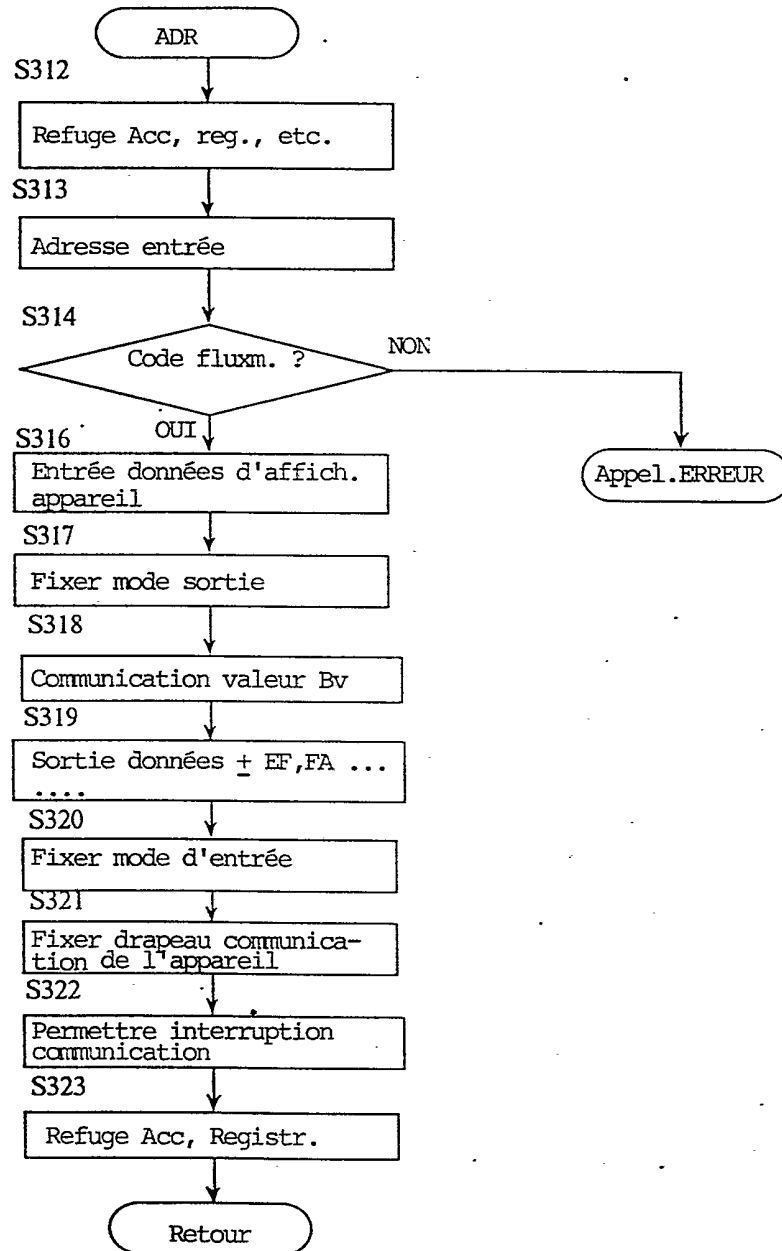 ADR
S312
Refuge Acc, reg., etc.
S313
Adresse entrée
S314
Code fluxm. ?
NON
OUI
S316
Entrée données d'affich.
appareil
Appel.ERREUR
S317
Fixer mode sortie
S318
Communication valeur Bv
S319
Sortie données ± EF,FA ...
....
S320
Fixer mode d'entrée
S321
Fixer drapeau communica-
tion de l'appareil
S322
Permettre interruption
communication
S323
Refuge Acc, Registr.
Retour